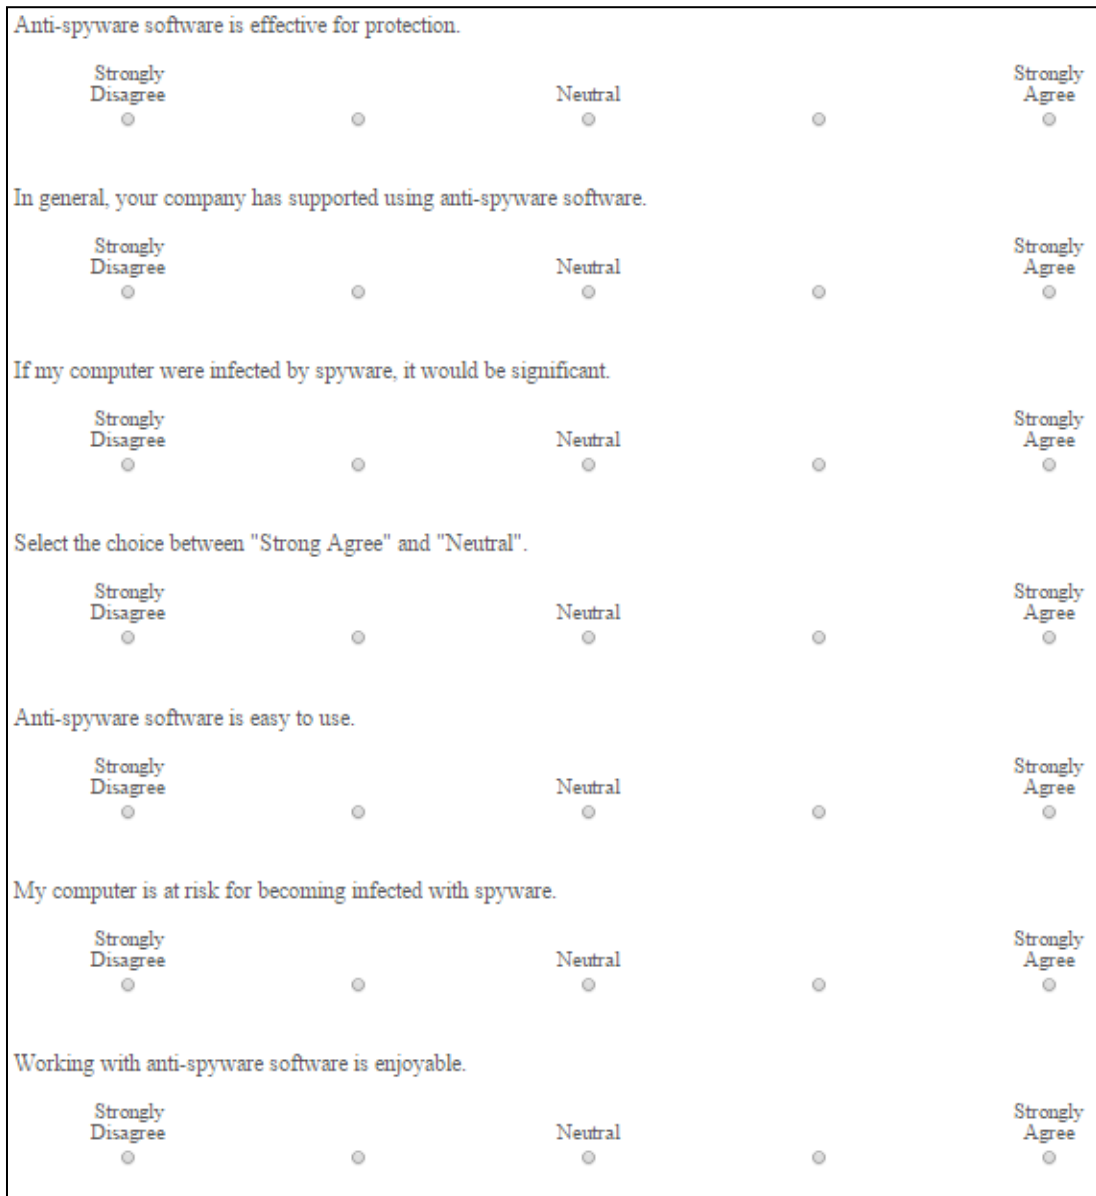 Anti-spyware software is effective for protection.
Strongly Disagree Neutral Strongly Agree
In general, your company has supported using anti-spyware software.
Strongly Disagree Neutral Strongly Agree
If my computer were infected by spyware, it would be significant.
Strongly Disagree Neutral Strongly Agree
Select the choice between "Strong Agree" and "Neutral".
Strongly Disagree Neutral Strongly Agree
Anti-spyware software is easy to use.
Strongly Disagree Neutral Strongly Agree
My computer is at risk for becoming infected with spyware.
Strongly Disagree Neutral Strongly Agree
Working with anti-spyware software is enjoyable.
Strongly Disagree Neutral Strongly Agree